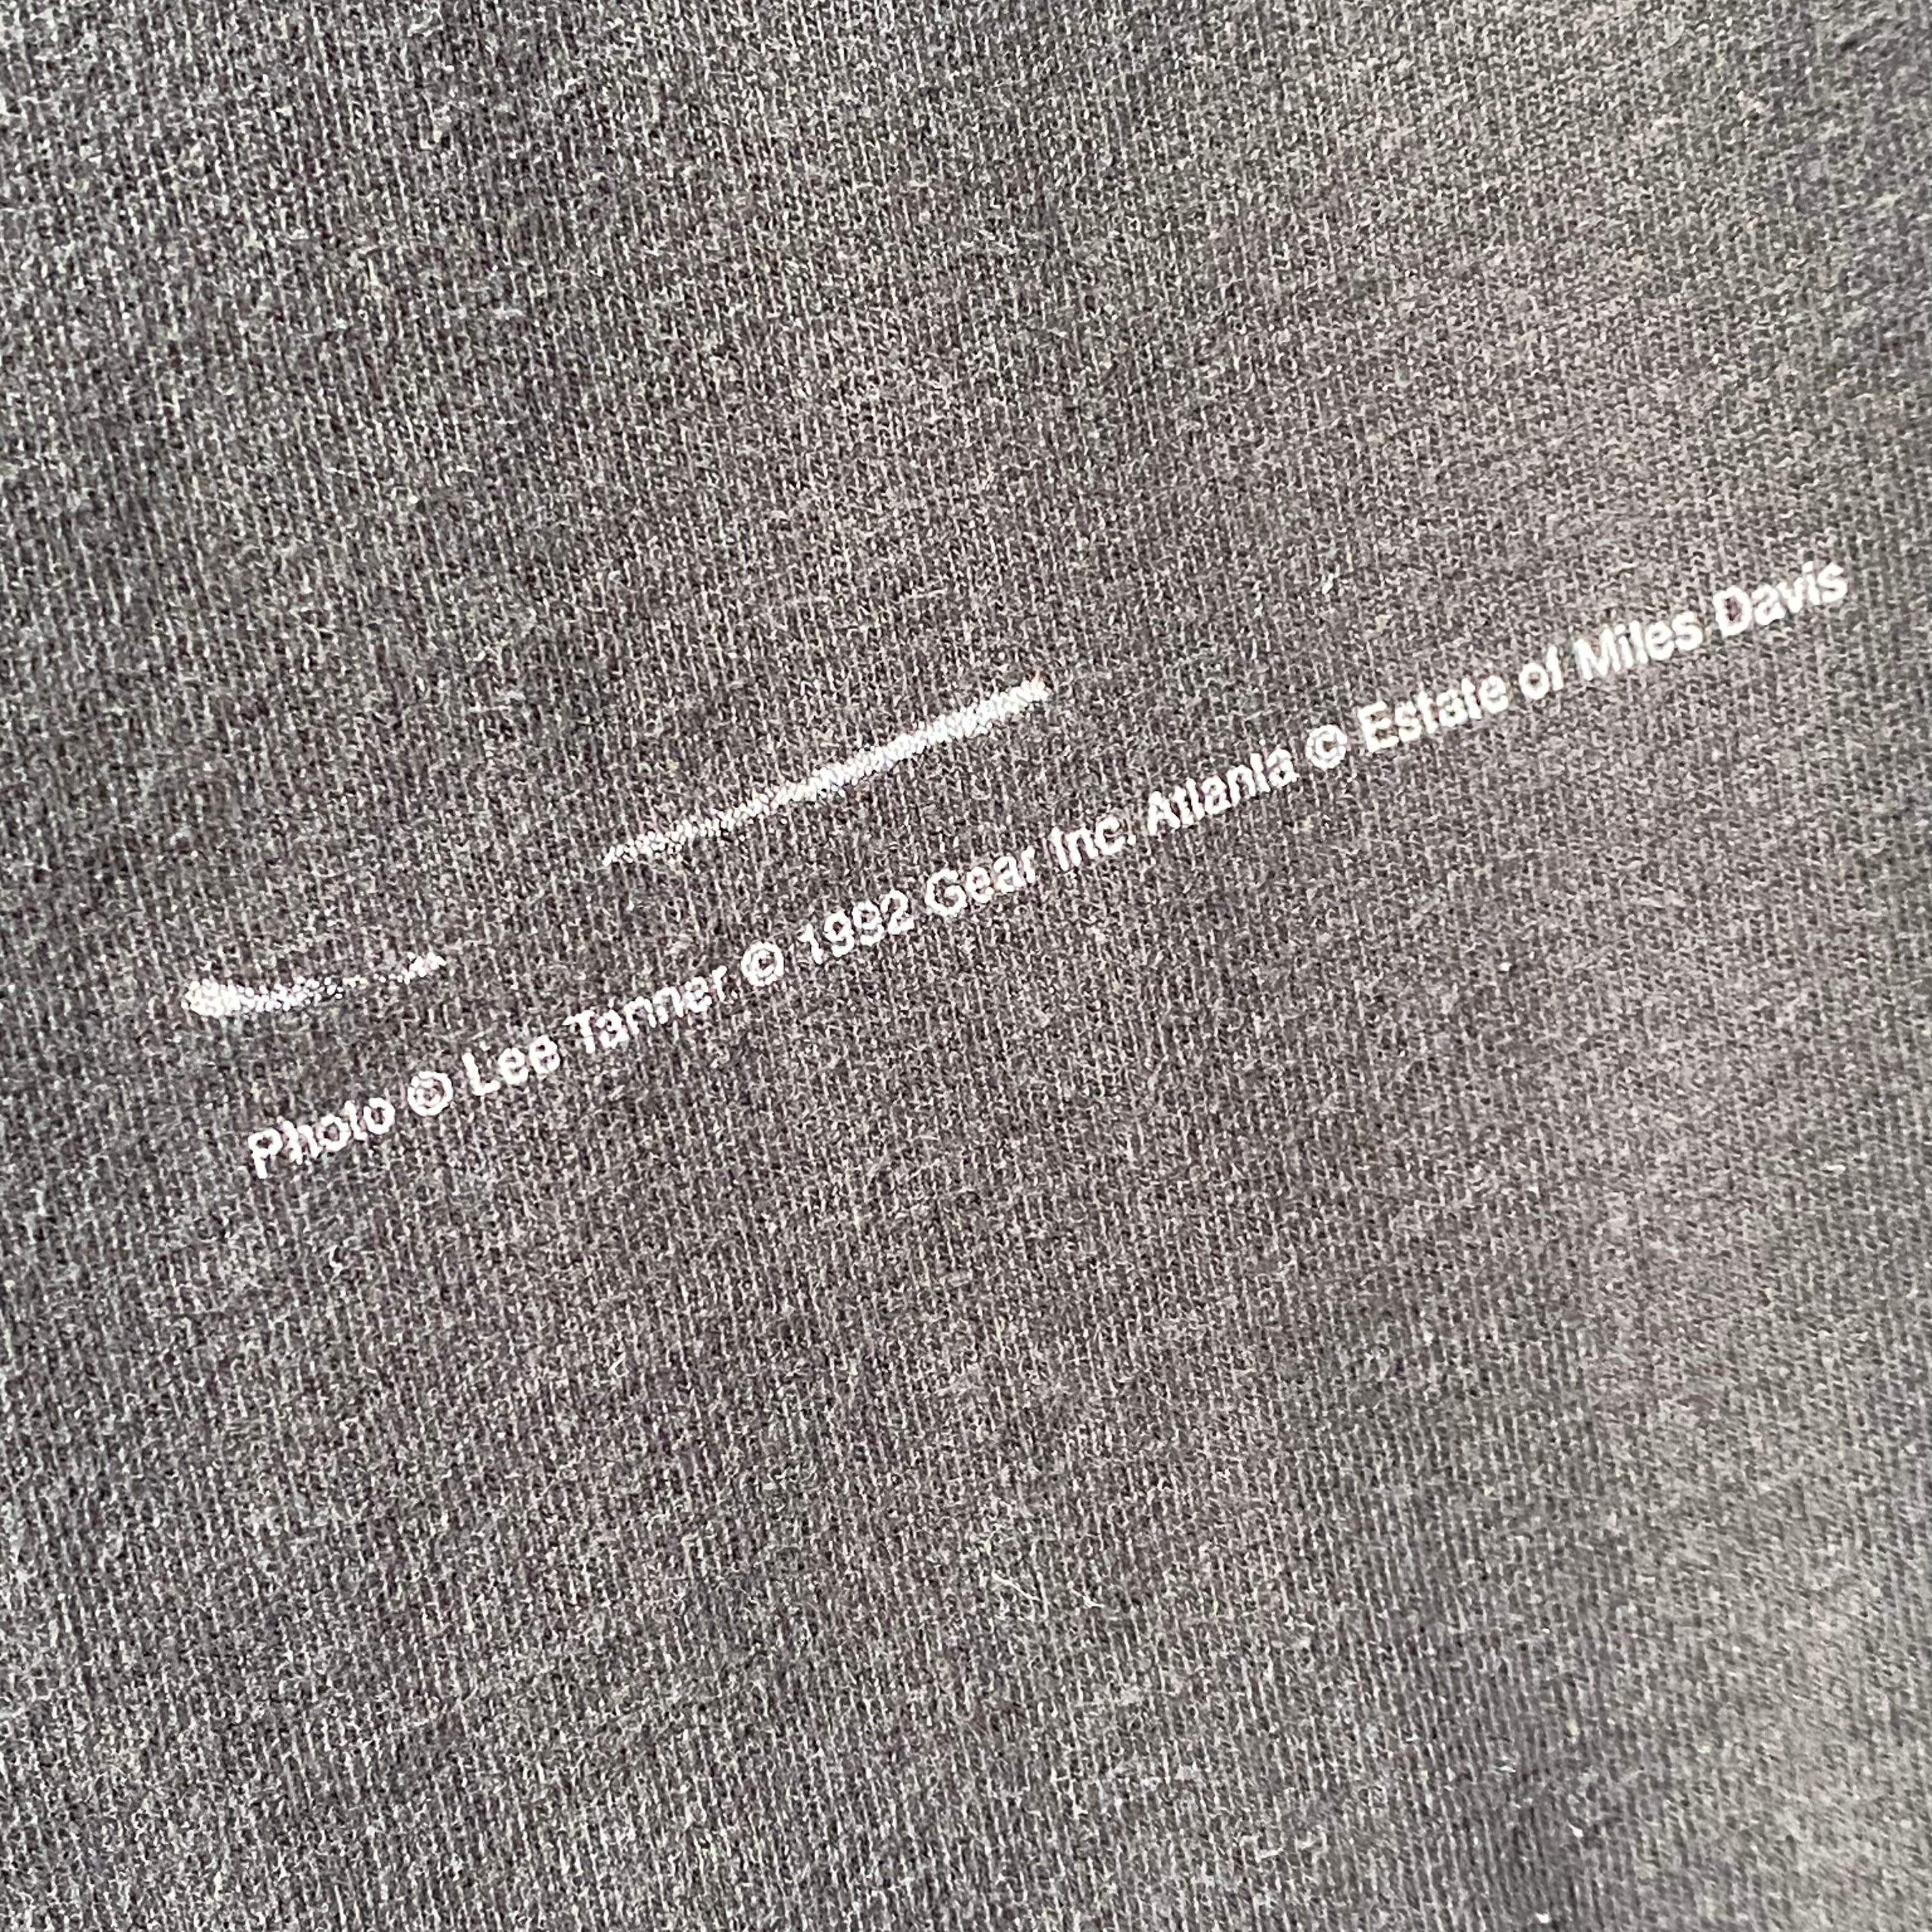 Photo © Lee Tanner © 1992 Gear Inc. Atlanta © Estate of Miles Davis